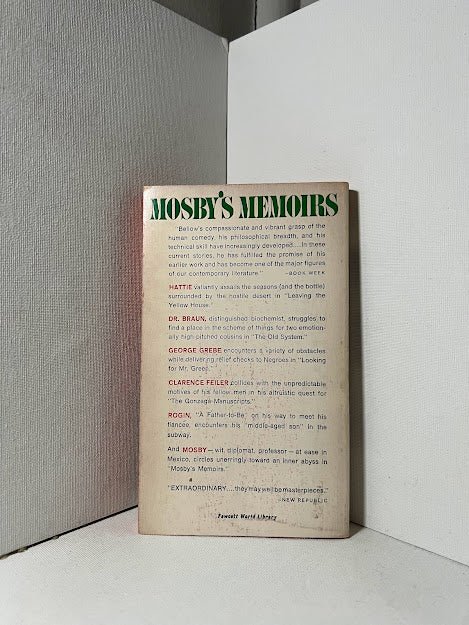 MOSBY'S MEMOIRS
"Bellow's compassionate and vibrant grasp of the
human comedy, his philosophical breadth, and his
technical skill have increasingly developed....In these
current stories, he has fulfilled the promise of his
earlier work and has become one of the major figures
of our contemporary literature." —BOOK WEEK
HATTIE valiantly assails the seasons (and the bottle)
surrounded by the hostile desert in "Leaving the
Yellow House."
DR. BRAUN, distinguished biochemist, struggles to
find a place in the scheme of things for two emotion-
ally high pitched cousins in "The Old System."
GEORGE GREBE encounters a variety of obstacles
while delivering relief checks to Negroes in "Looking
for Mr. Green."
CLARENCE FEILER collides with the unpredictable
motives of his fellow men in his altruistic quest for
"The Gonzaga Manuscripts."
ROGIN, "A Father-to-Be," on his way to meet his
fiancée, encounters his "middle-aged son" in the
subway.
And MOSBY—wit, diplomat, professor—at ease in
Mexico, circles unerringly toward an inner abyss in
"Mosby's Memoirs."
"EXTRAORDINARY....they may well be masterpieces."
—NEW REPUBLIC
Fawcett World Library